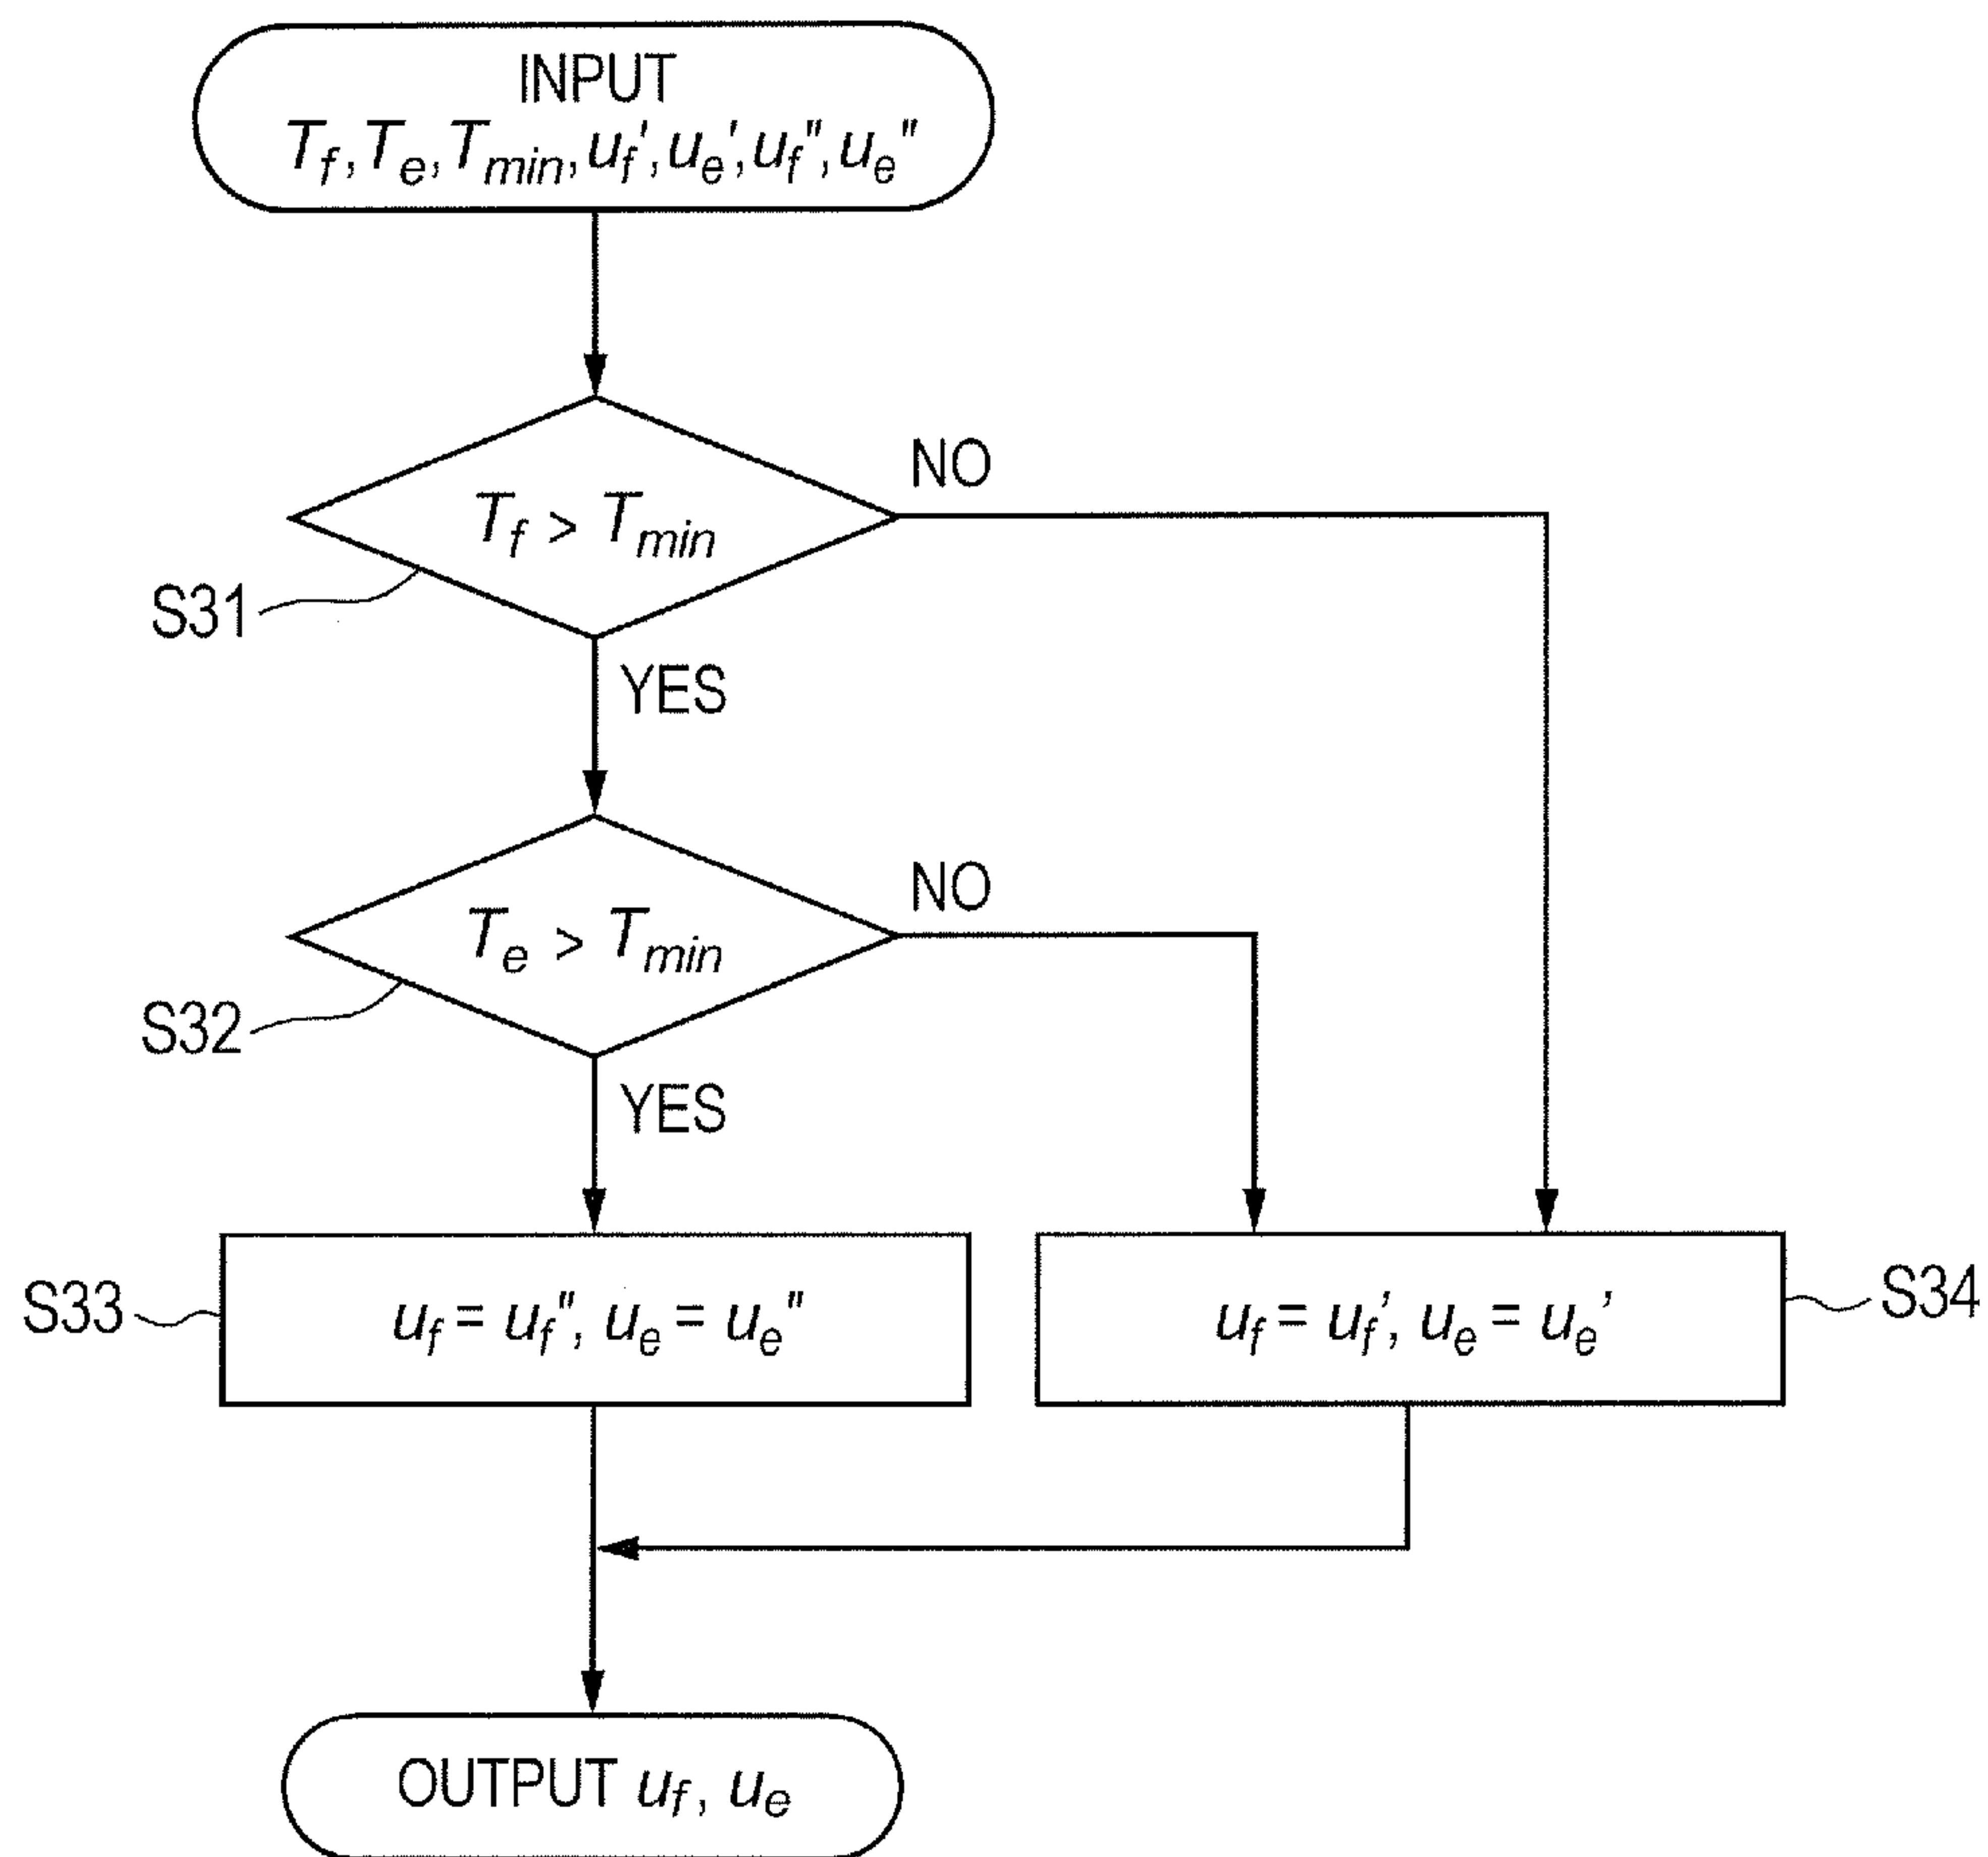 INPUT
T_f, T_e, T_min, u_f', u_e', u_f", u_e"
T_f > T_min
NO
S31
YES
T_e > T_min
NO
S32
YES
S33
u_f = u_f", u_e = u_e"
u_f = u_f', u_e = u_e'
S34
OUTPUT u_f, u_e